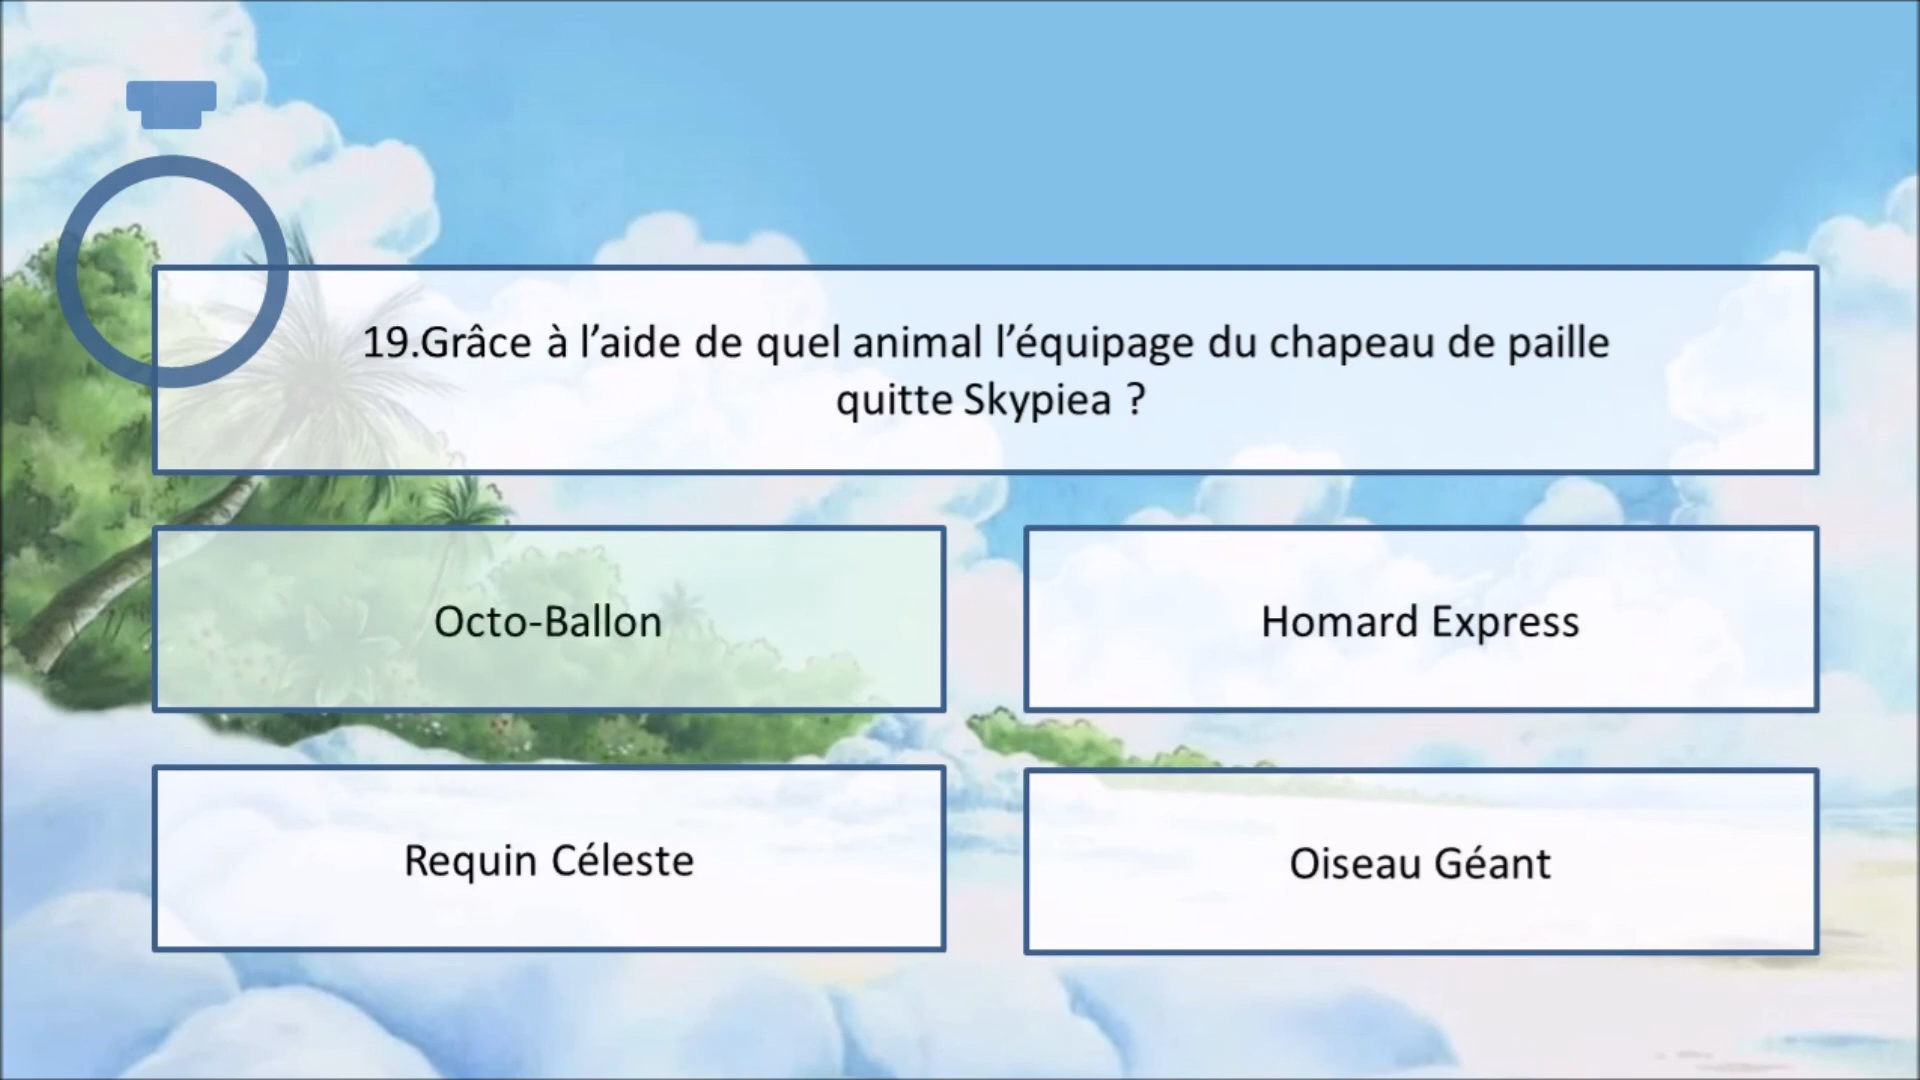 19.Grâce à l’aide de quel animal l’équipage du chapeau de paille
quitte Skypiea ?
Octo-Ballon
Homard Express
Requin Céleste
Oiseau Géant